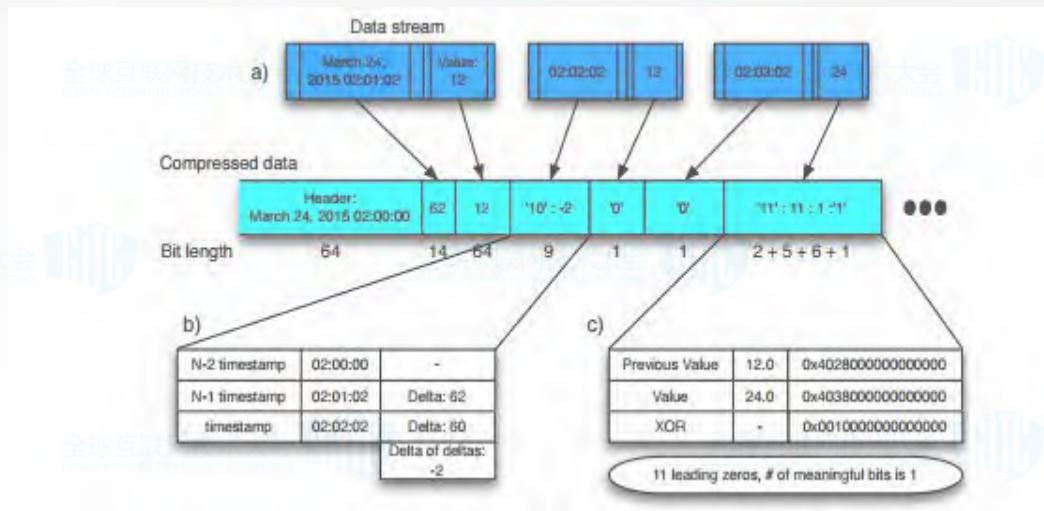 Data stream
a)
March 24,
2015 02:01:02
Value:
12
02:02:02
12
02:03:02
24
Compressed data
Header:
March 24, 2015 02:00:00
62
12
'10' : -2
'0'
'0'
'11' : 11 : 1 :'1'
Bit length
64
14
64
9
1
1
2 + 5 + 6 + 1
b)
N-2 timestamp 02:00:00 -
N-1 timestamp 02:01:02 Delta: 62
timestamp 02:02:02 Delta: 60
Delta of deltas:
-2
c)
Previous Value 12.0 0x4028000000000000
Value 24.0 0x4038000000000000
XOR - 0x0010000000000000
11 leading zeros, # of meaningful bits is 1